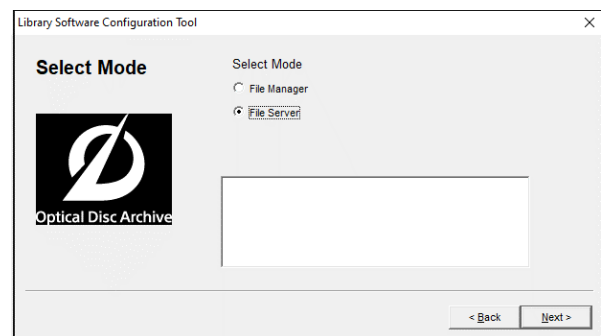 Library Software Configuration Tool
Select Mode
Select Mode
File Manager
File Server
Optical Disc Archive
< Back
Next >